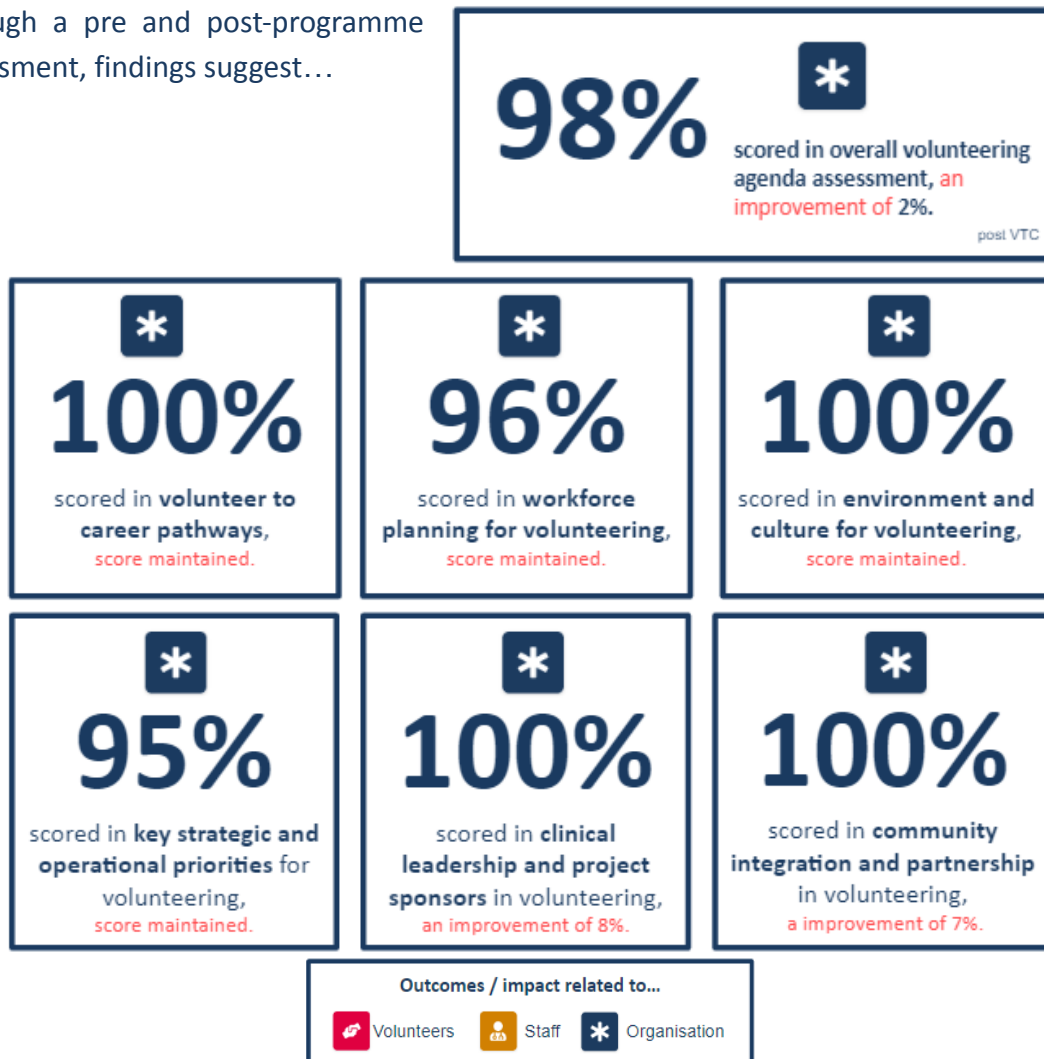 ugh a pre and post-programme
sment, findings suggest…
98%
scored in overall volunteering
agenda assessment, an
improvement of 2%.
post VTC
100%
scored in volunteer to
career pathways,
score maintained.
96%
scored in workforce
planning for volunteering,
score maintained.
100%
scored in environment and
culture for volunteering,
score maintained.
95%
scored in key strategic and
operational priorities for
volunteering,
score maintained.
100%
scored in clinical
leadership and project
sponsors in volunteering,
an improvement of 8%.
100%
scored in community
integration and partnership
in volunteering,
a improvement of 7%.
Outcomes / impact related to...
Volunteers Staff Organisation